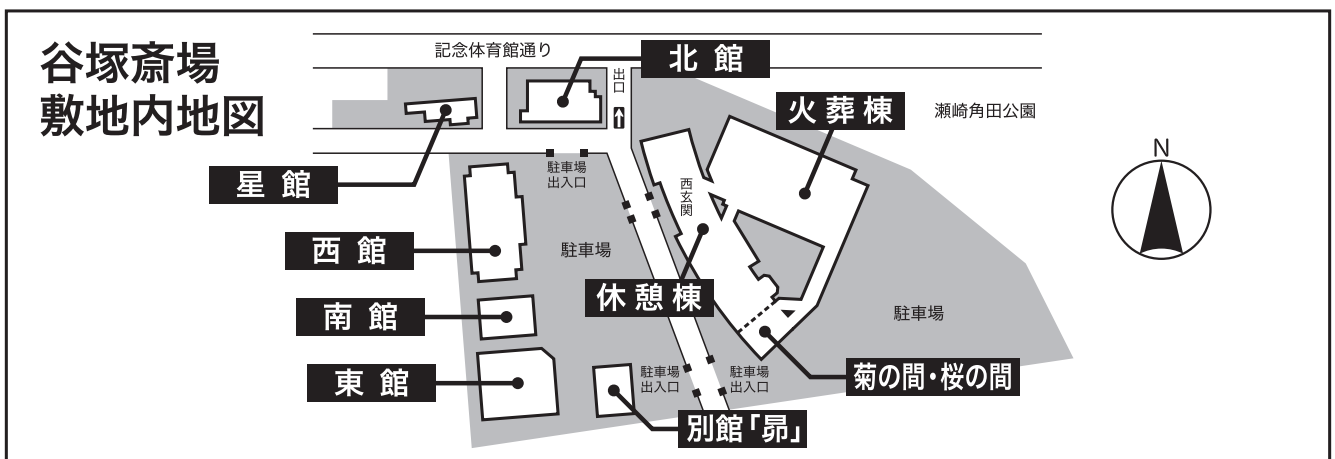 谷塚斎場
敷地内地図
記念体育館通り
北館
出口
火葬棟
瀬崎角田公園
N
星館
駐車場
出入口
西玄関
西館
駐車場
休憩棟
南館
駐車場
東館
駐車場
出入口
駐車場
出入口
菊の間・桜の間
別館「昴」